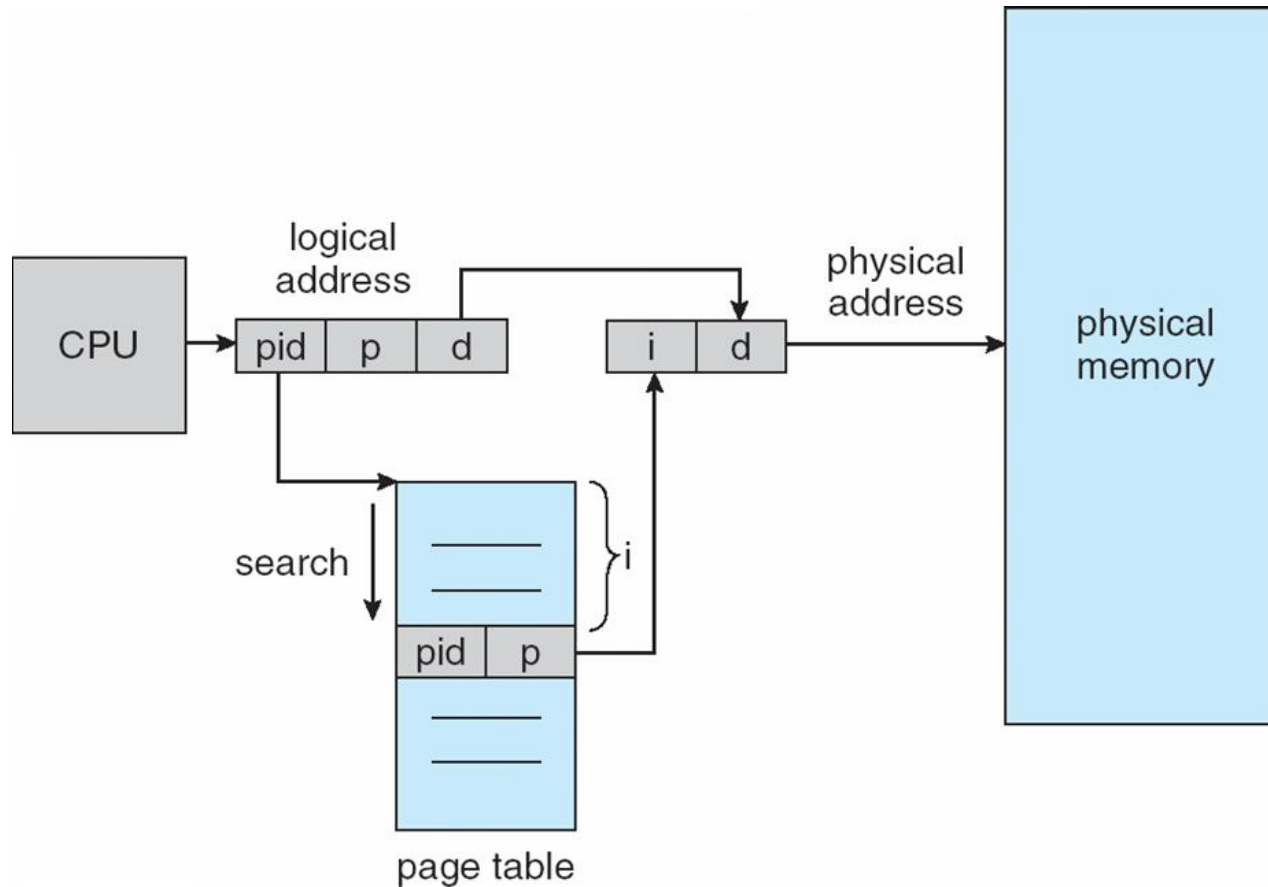 logical
address
physical
address
CPU
pid p d
i d
physical
memory
search
i
pid p
page table